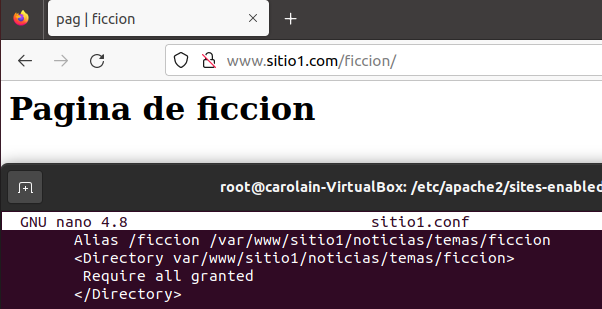 pag | ficcion
www.sitio1.com/ficcion/
Pagina de ficcion
root@carolain-VirtualBox: /etc/apache2/sites-enabled
GNU nano 4.8 sitio1.conf
Alias /ficcion /var/www/sitio1/noticias/temas/ficcion
<Directory var/www/sitio1/noticias/temas/ficcion>
Require all granted
</Directory>